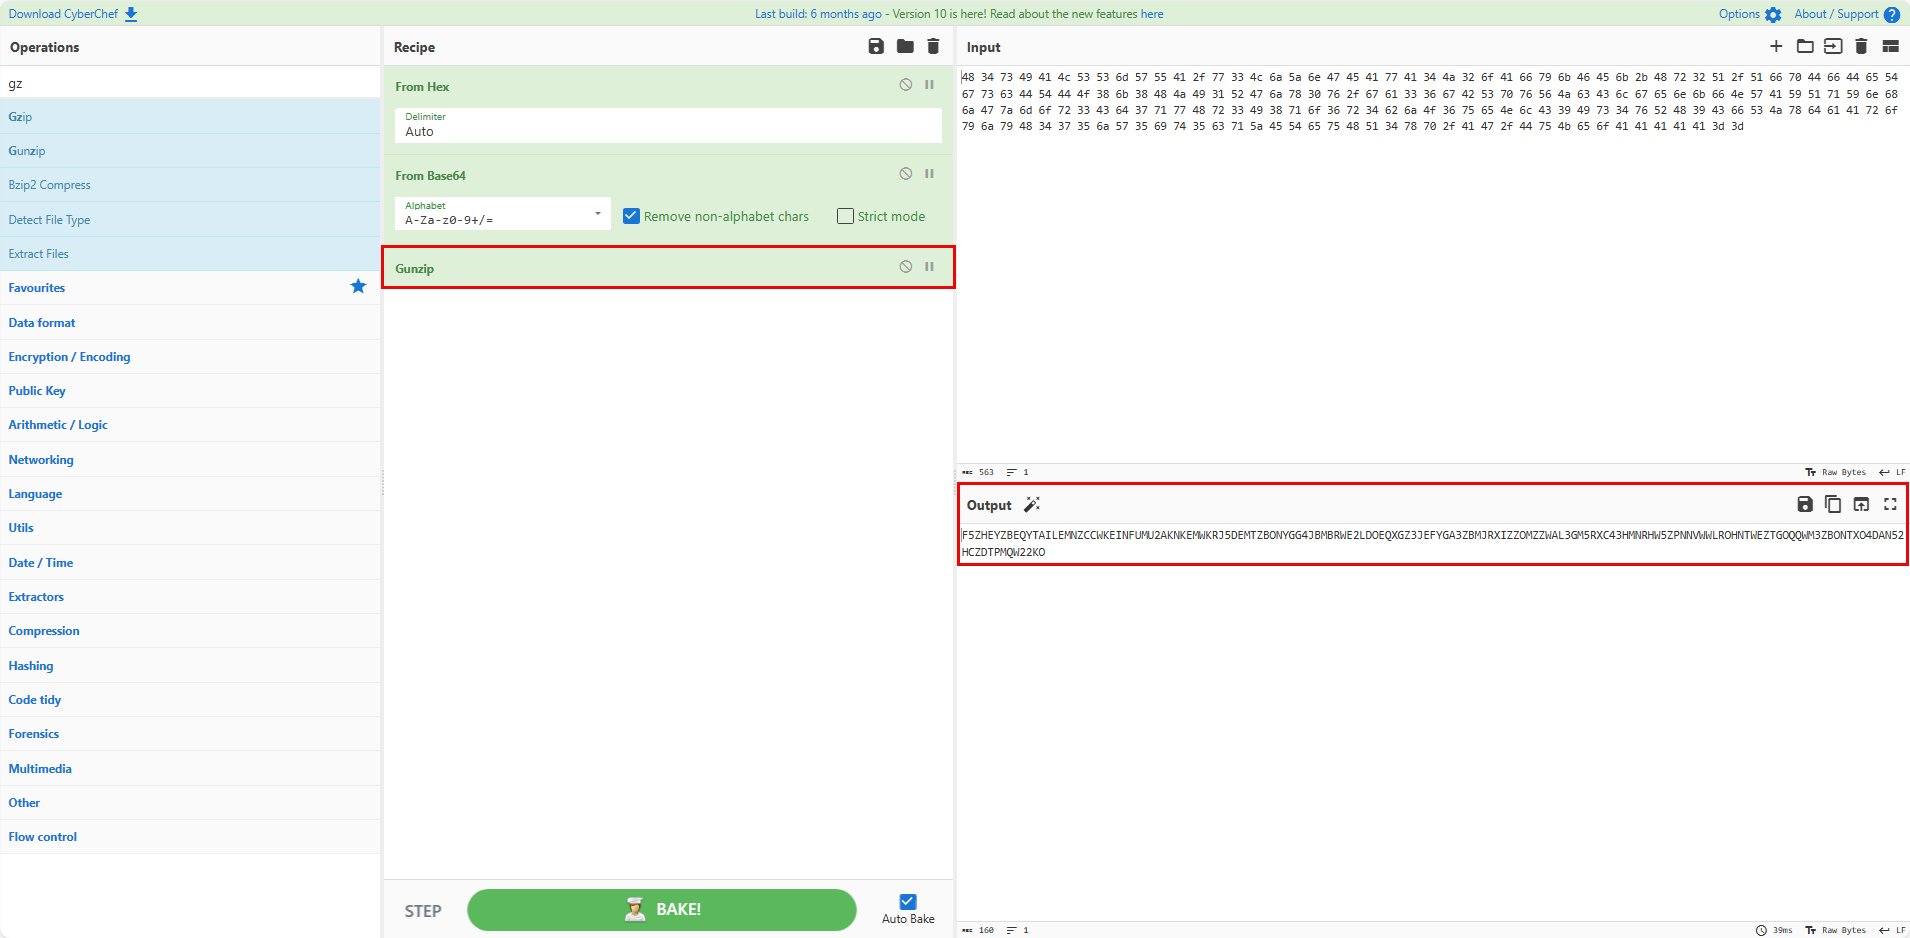 Download CyberChef
Last build: 6 months ago - Version 10 is here! Read about the new features here
Options
About / Support
Operations
gz
Gzip
Gunzip
Bzip2 Compress
Detect File Type
Extract Files
Favourites
Data format
Encryption / Encoding
Public Key
Arithmetic / Logic
Networking
Language
Utils
Date / Time
Extractors
Compression
Hashing
Code tidy
Forensics
Multimedia
Other
Flow control
Recipe
From Hex
Delimiter
Auto
From Base64
Alphabet
A-Za-z0-9+/=
Remove non-alphabet chars
Strict mode
Gunzip
STEP
BAKE!
Auto Bake
Input
48 34 73 49 41 4c 53 53 6d 57 55 41 2f 77 33 4c 6a 5a 6e 47 45 41 77 41 34 4a 32 6f 41 66 79 6b 46 45 6b 2b 48 72 32 51 2f 51 66 70 44 66 44 65 54
67 73 63 44 54 44 4f 38 6b 38 48 4a 49 31 52 47 6a 78 30 76 2f 67 61 33 36 67 42 53 70 76 56 4a 63 43 6c 67 65 6e 6b 66 4e 57 41 59 51 71 59 6e 68
6a 47 7a 6d 6f 72 33 43 64 37 71 77 48 72 33 49 38 71 6f 36 72 34 62 6a 4f 36 75 65 4e 6c 43 39 49 73 34 76 52 48 39 43 66 53 4a 78 64 61 41 72 6f
79 6a 79 48 34 37 35 6a 57 35 69 74 35 63 71 5a 45 54 65 75 48 51 34 78 70 2f 41 47 2f 44 75 4b 65 6f 41 41 41 41 41 3d 3d
REC 563 1
Raw Bytes LF
Output
F5ZHEYZBEQYTAILEMNZCCWKEINFUMU2AKNKEMWKRJ5DEMTZBONYGG4JBMBRWE2LDOEQXGZ3JEFYGA3ZBMJRXIZZOMZZWAL3GM5RXC43HMNRHW5ZPNNVWWLROHNTWEZTGOQQWM3ZBONTXO4DAN52
HCZDTPMQW22KO
REC 160 1
39ms
Raw Bytes LF